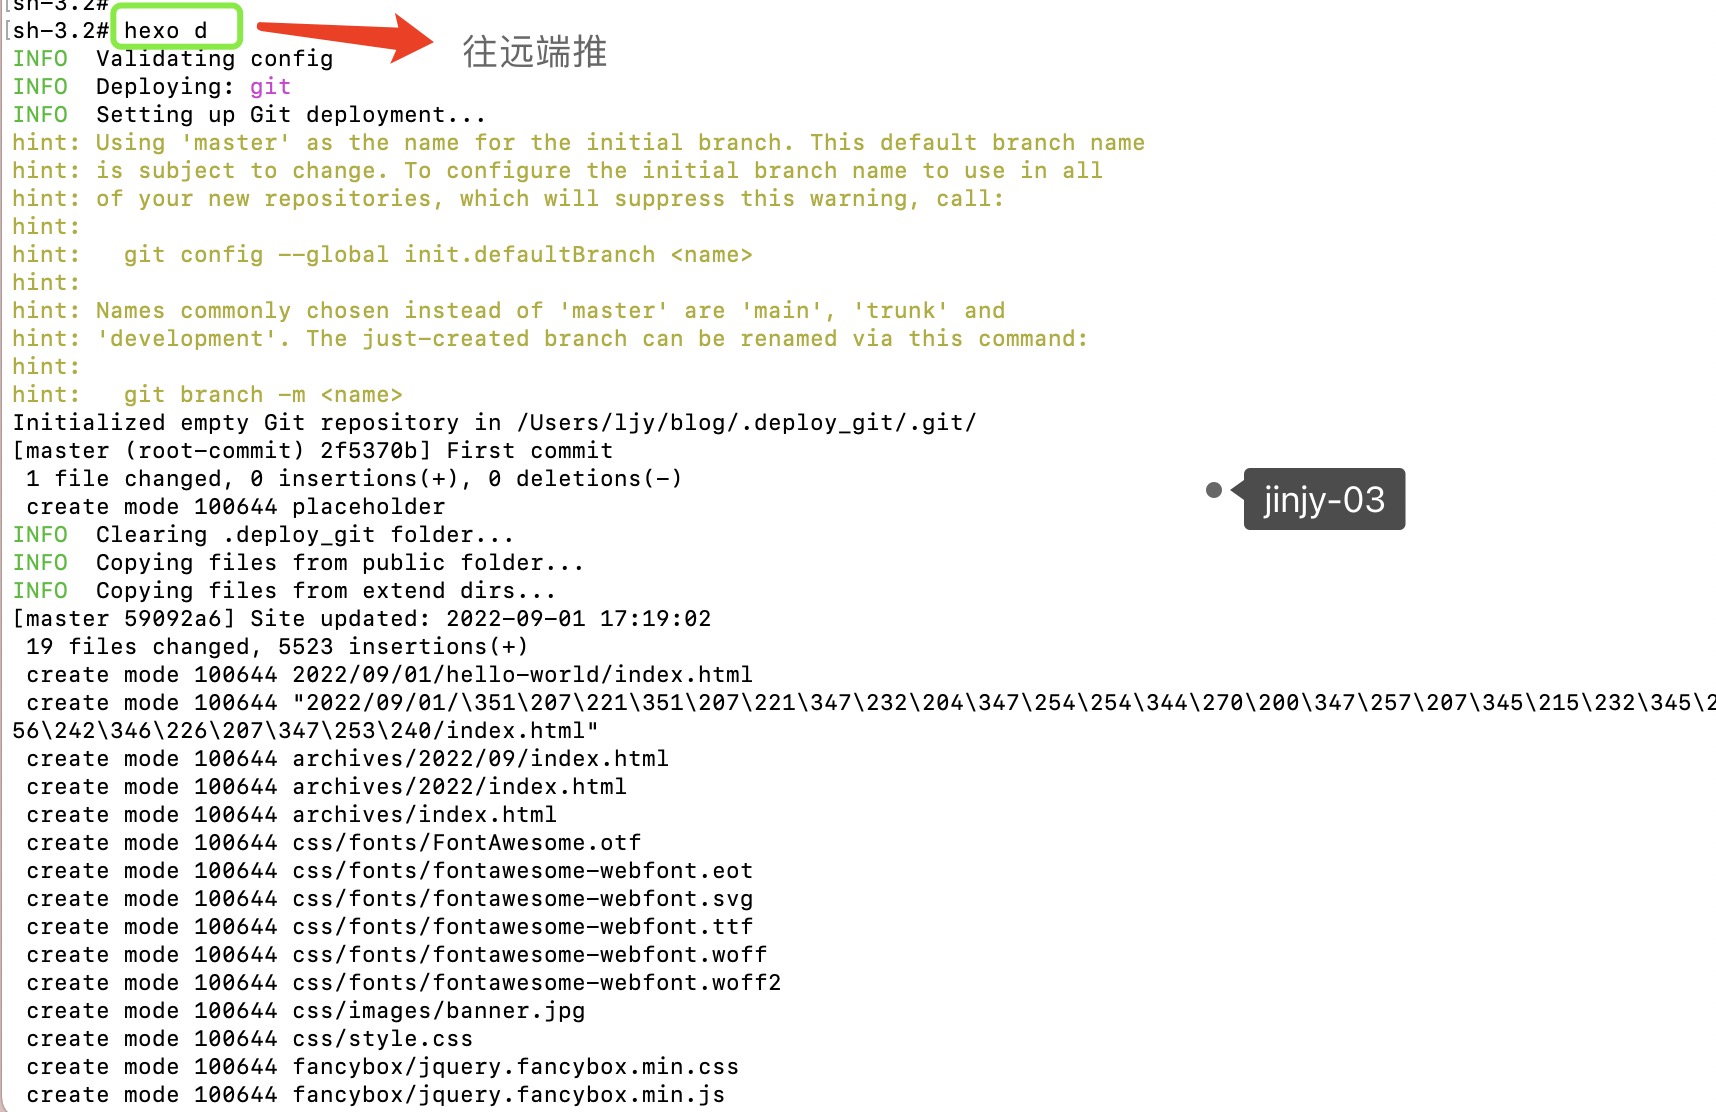 [sh-3.2#
[sh-3.2# hexo d
往远端推
INFO  Validating config
INFO  Deploying: git
INFO  Setting up Git deployment...
hint: Using 'master' as the name for the initial branch. This default branch name
hint: is subject to change. To configure the initial branch name to use in all
hint: of your new repositories, which will suppress this warning, call:
hint:
hint:   git config --global init.defaultBranch <name>
hint:
hint: Names commonly chosen instead of 'master' are 'main', 'trunk' and
hint: 'development'. The just-created branch can be renamed via this command:
hint:
hint:   git branch -m <name>
Initialized empty Git repository in /Users/ljy/blog/.deploy_git/.git/
[master (root-commit) 2f5370b] First commit
 1 file changed, 0 insertions(+), 0 deletions(-)
jinjy-03
 create mode 100644 placeholder
INFO  Clearing .deploy_git folder...
INFO  Copying files from public folder...
INFO  Copying files from extend dirs...
[master 59092a6] Site updated: 2022-09-01 17:19:02
 19 files changed, 5523 insertions(+)
 create mode 100644 2022/09/01/hello-world/index.html
 create mode 100644 "2022/09/01/\351\207\221\351\207\221\347\232\204\347\254\254\344\270\200\347\257\207\345\215\232\345\2
56\242\346\226\207\347\253\240/index.html"
 create mode 100644 archives/2022/09/index.html
 create mode 100644 archives/2022/index.html
 create mode 100644 archives/index.html
 create mode 100644 css/fonts/FontAwesome.otf
 create mode 100644 css/fonts/fontawesome-webfont.eot
 create mode 100644 css/fonts/fontawesome-webfont.svg
 create mode 100644 css/fonts/fontawesome-webfont.ttf
 create mode 100644 css/fonts/fontawesome-webfont.woff
 create mode 100644 css/fonts/fontawesome-webfont.woff2
 create mode 100644 css/images/banner.jpg
 create mode 100644 css/style.css
 create mode 100644 fancybox/jquery.fancybox.min.css
 create mode 100644 fancybox/jquery.fancybox.min.js